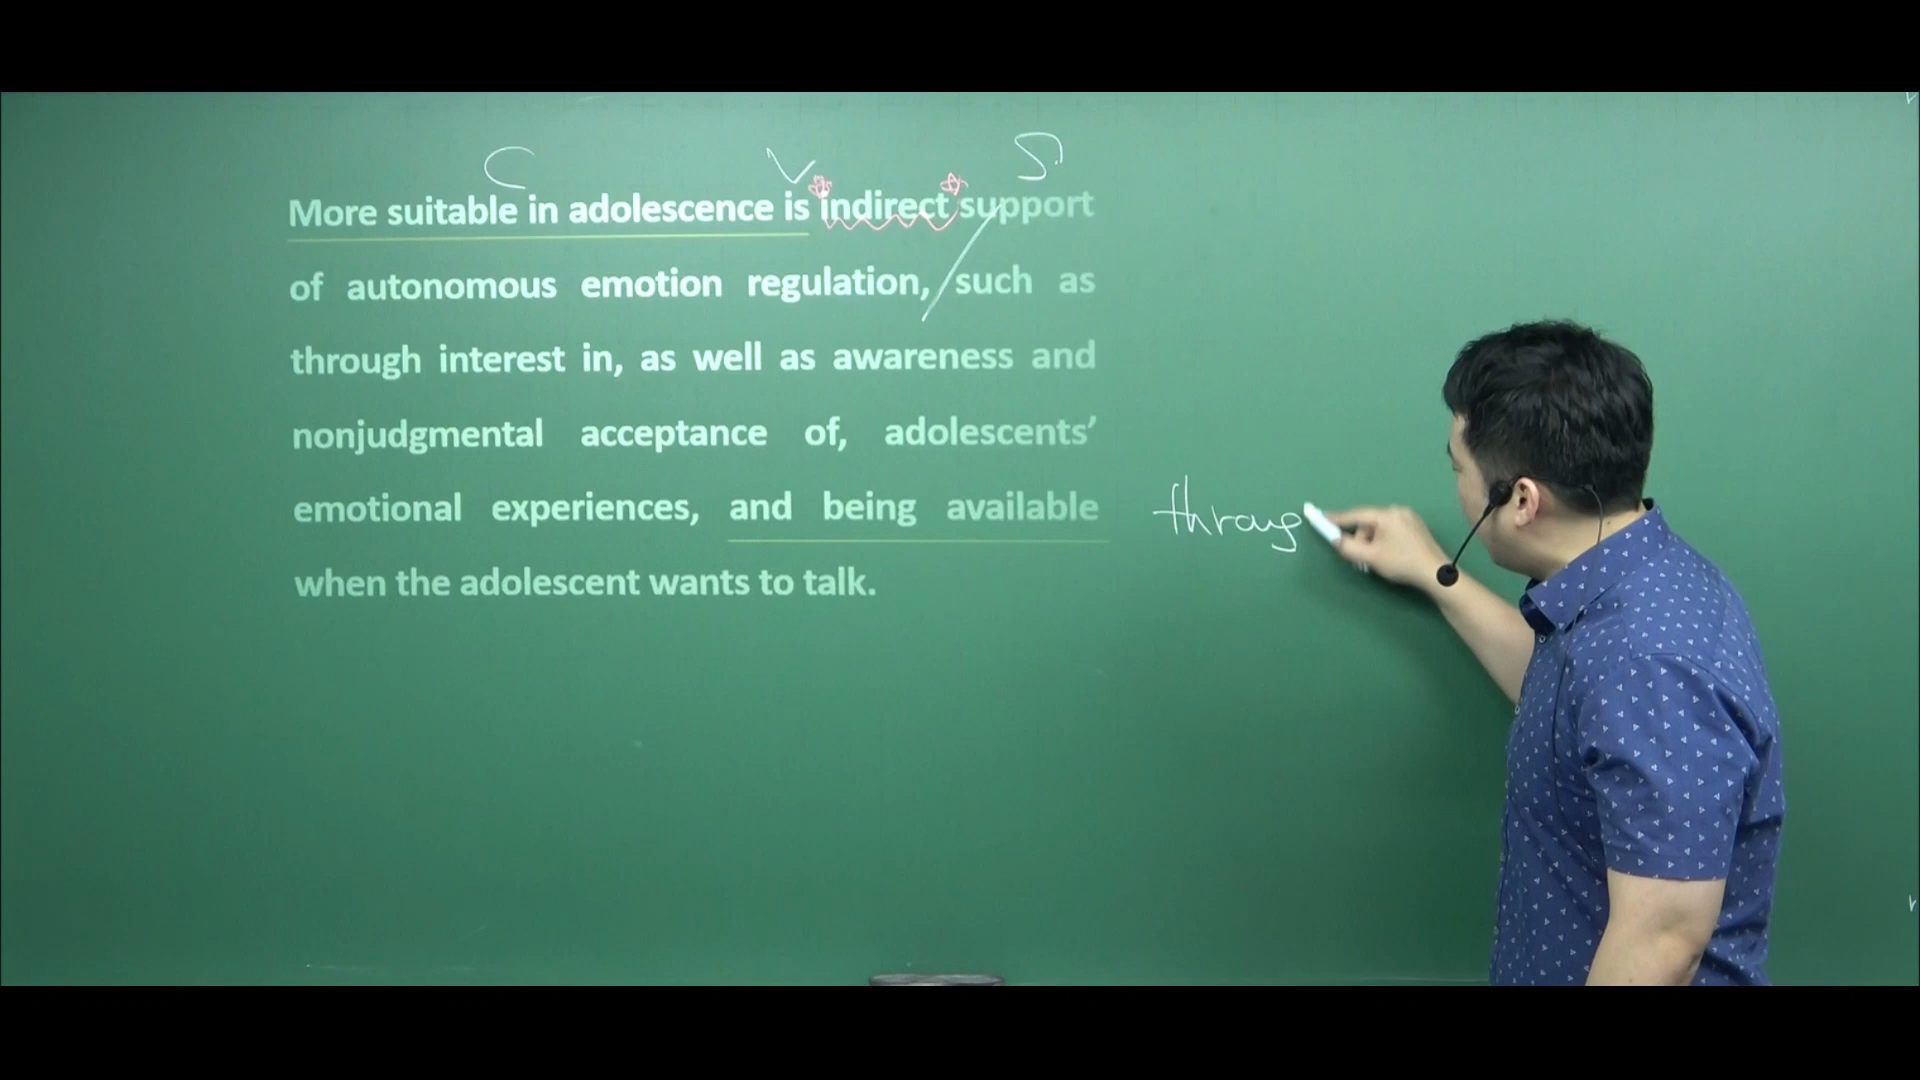 C V S
More suitable in adolescence is indirect support
of autonomous emotion regulation, such as
through interest in, as well as awareness and
nonjudgmental acceptance of, adolescents’
emotional experiences, and being available
throug
when the adolescent wants to talk.